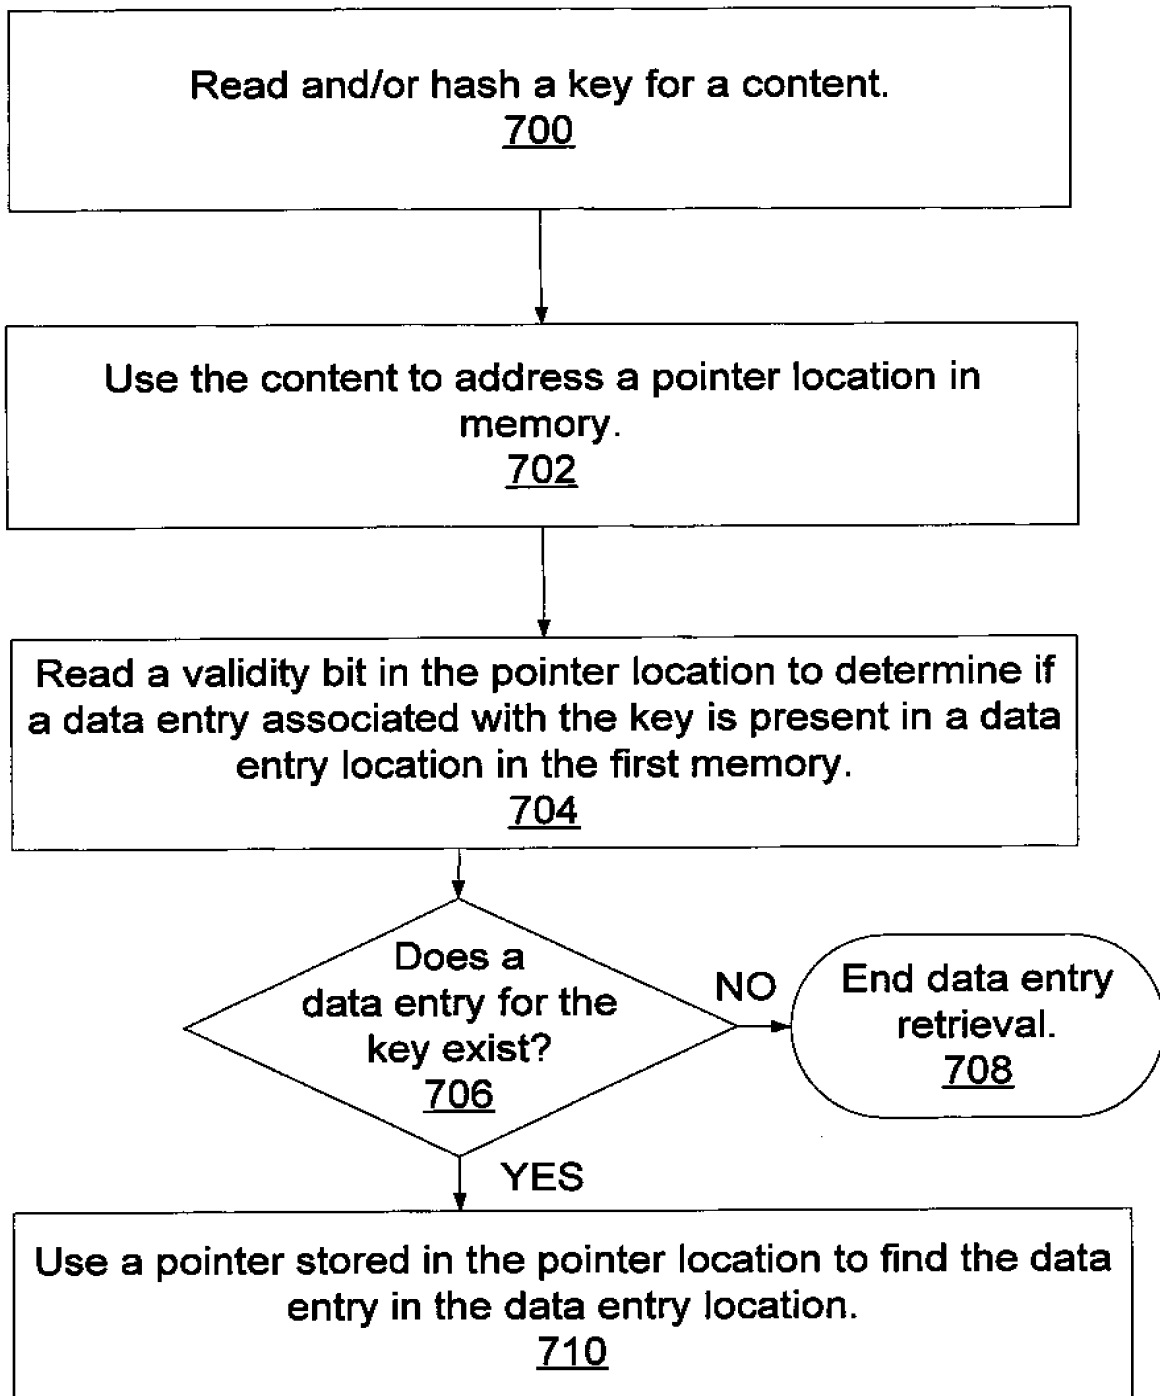 Read and/or hash a key for a content.
700
Use the content to address a pointer location in
memory.
702
Read a validity bit in the pointer location to determine if
a data entry associated with the key is present in a data
entry location in the first memory.
704
Does a
data entry for the
key exist?
706
NO
End data entry
retrieval.
708
YES
Use a pointer stored in the pointer location to find the data
entry in the data entry location.
710